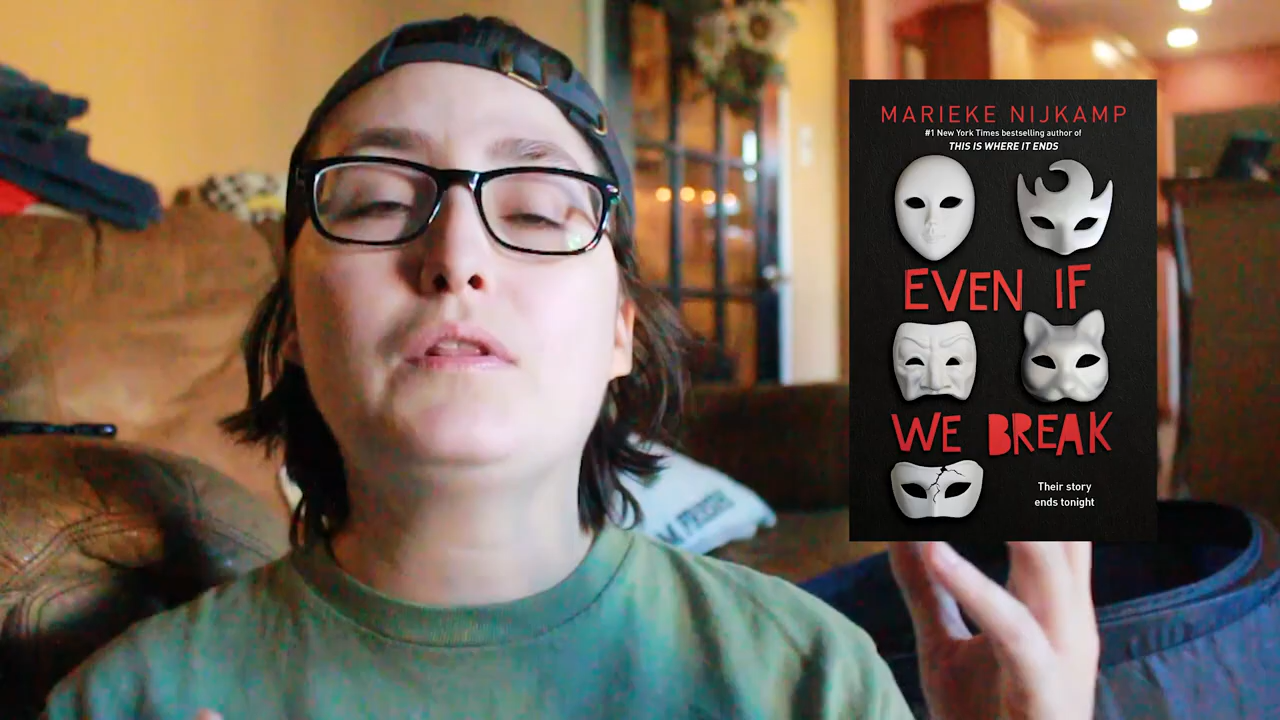 MARIEKE NIJKAMP
#1 New York Times bestselling author of
THIS IS WHERE IT ENDS
EVEN IF
WE BREAK
Their story
ends tonight